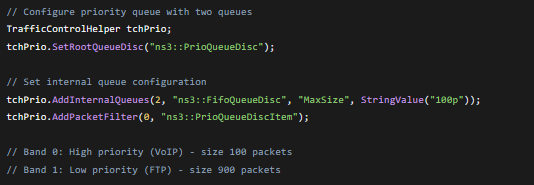 // Configure priority queue with two queues
TrafficControlHelper tchPrio;
tchPrio.SetRootQueueDisc("ns3::PrioQueueDisc");
// Set internal queue configuration
tchPrio.AddInternalQueues(2, "ns3::FifoQueueDisc", "MaxSize", StringValue("100p"));
tchPrio.AddPacketFilter(0, "ns3::PrioQueueDiscItem");
// Band 0: High priority (VoIP) - size 100 packets
// Band 1: Low priority (FTP) - size 900 packets